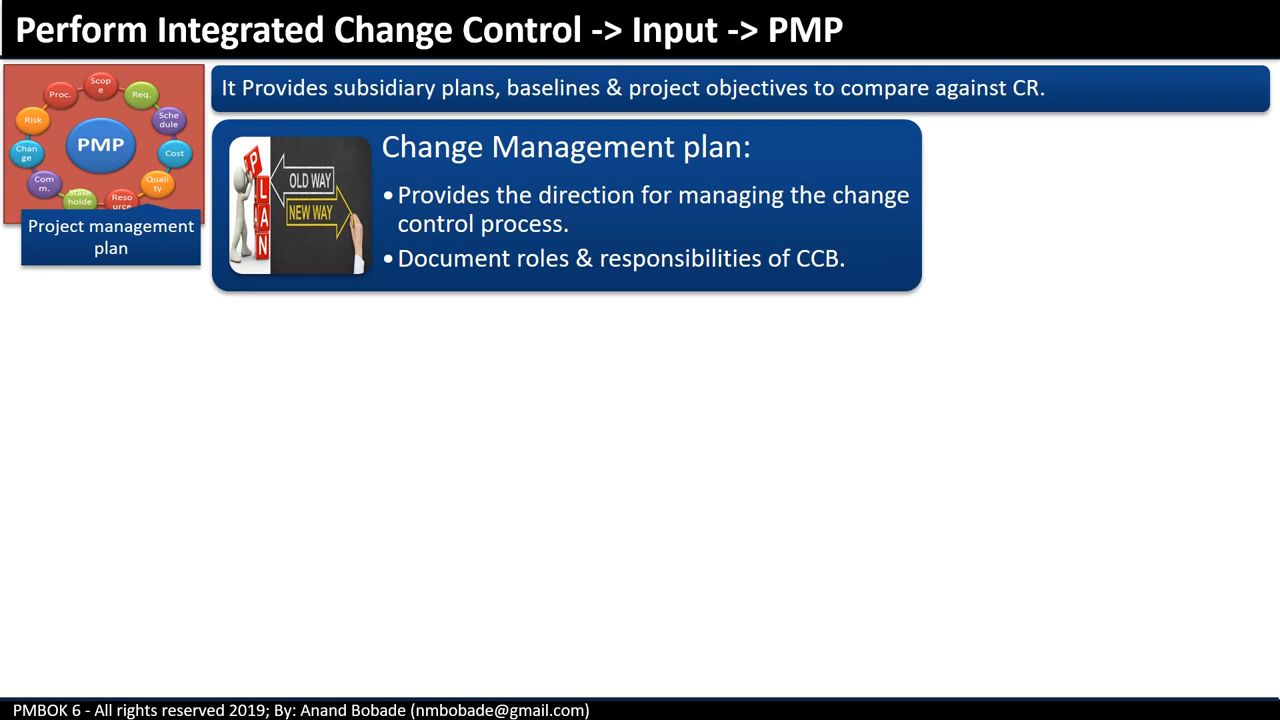 Perform Integrated Change Control -> Input -> PMP
Scop
e
Proc.
Req.
Risk
Sche
dule
PMP
Chan
ge
Cost
Com
m.
Quali
ty
holde
Reso
urce
Project management
plan
It Provides subsidiary plans, baselines & project objectives to compare against CR.
PLAN
OLD WAY
NEW WAY
Change Management plan:
•Provides the direction for managing the change
control process.
•Document roles & responsibilities of CCB.
PMBOK 6 - All rights reserved 2019; By: Anand Bobade (nmbobade@gmail.com)